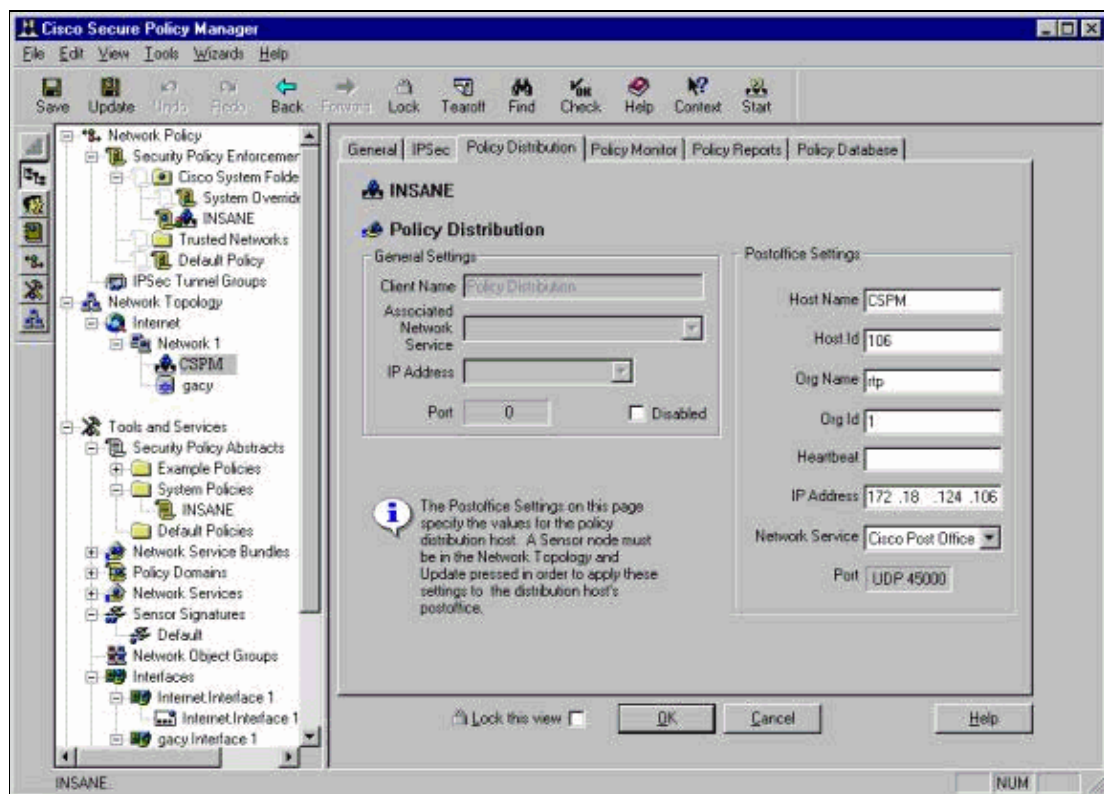 Cisco Secure Policy Manager
File Edit View Tools Wizards Help
Save Update Undo Redo Back Forward Lock Tearoff Find Check Help Context Start
Network Policy
Security Policy Enforcemer
Cisco System Folde
System Override
INSANE
Trusted Networks
Default Policy
IPSec Tunnel Groups
Network Topology
Internet
Network 1
CSPM
gacy
Tools and Services
Security Policy Abstracts
Example Policies
System Policies
INSANE
Default Policies
Network Service Bundles
Policy Domains
Network Services
Sensor Signatures
Default
Network Object Groups
Interfaces
Internet.Interface 1
Internet.Interface 1
gacy.Interface 1
General IPSec Policy Distribution Policy Monitor Policy Reports Policy Database
INSANE
Policy Distribution
General Settings
Client Name Policy Distribution
Associated
Network
Service
IP Address
Port 0 Disabled
The Postoffice Settings on this page
specify the values for the policy
distribution host. A Sensor node must
be in the Network Topology and
Update pressed in order to apply these
settings to the distribution host's
postoffice.
Postoffice Settings
Host Name CSPM
Host Id 106
Org Name rtp
Org Id 1
Heartbeat
IP Address 172 .18 .124 .106
Network Service Cisco Post Office
Port UDP 45000
Lock this view OK Cancel Help
INSANE
NUM